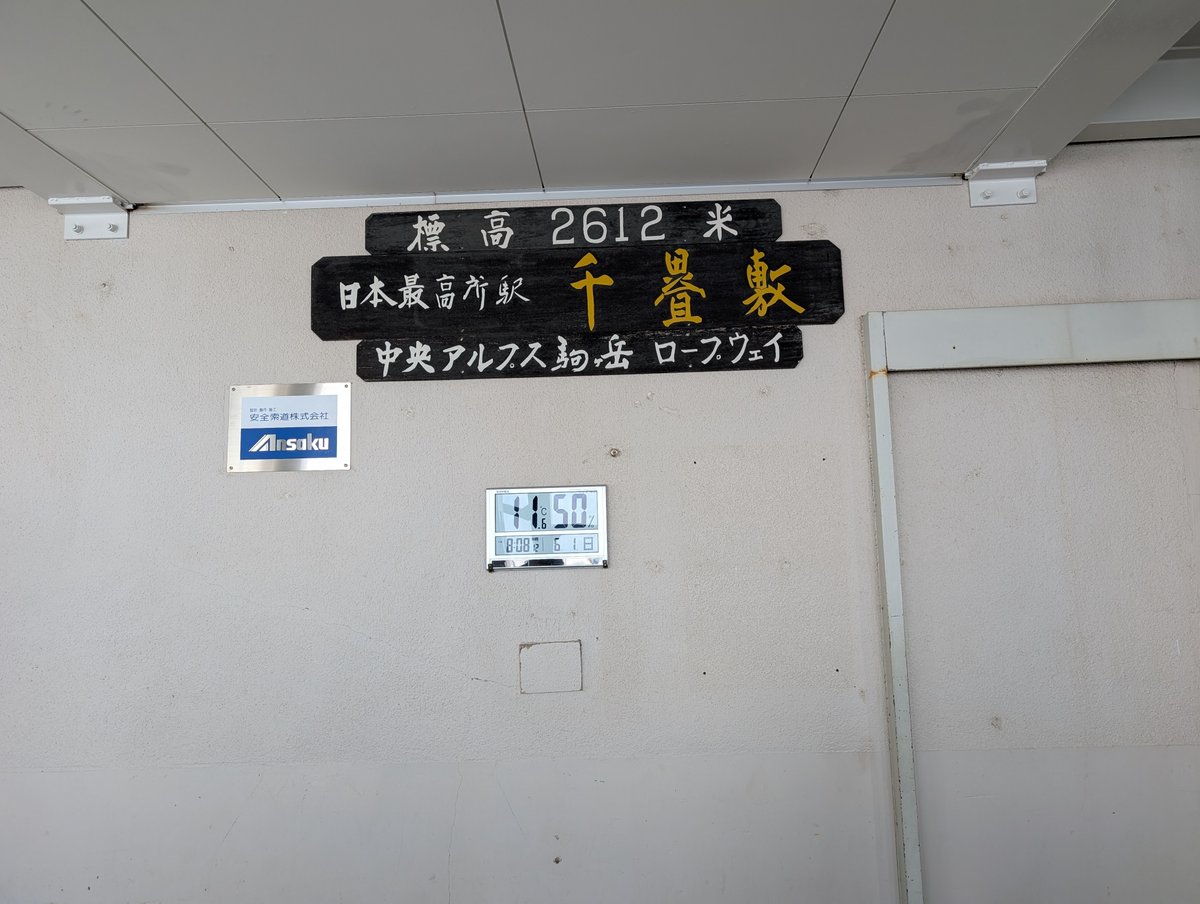 標高 2612 米
日本最高所駅 千畳敷
中央アルプス駒ヶ岳 ロープウェイ
安全索道株式会社
Ansaku
11.6 ℃ 50 %
8:08 6 1 日